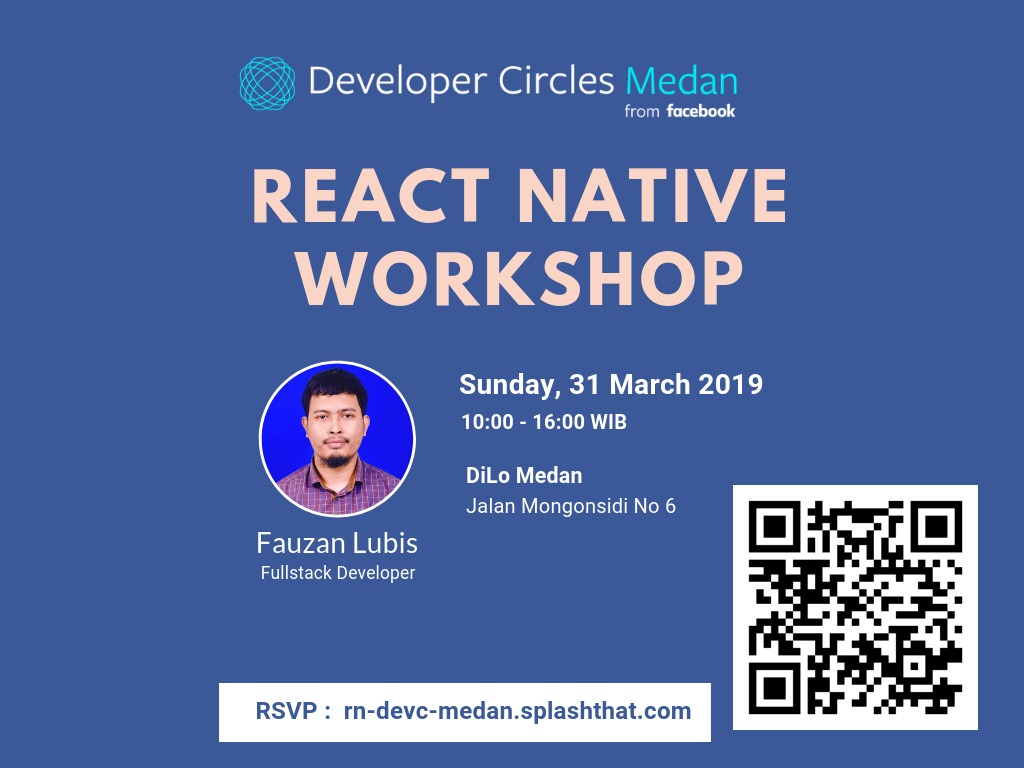 Developer Circles Medan
from facebook
REACT NATIVE
WORKSHOP
Sunday, 31 March 2019
10:00 - 16:00 WIB
DiLo Medan
Jalan Mongonsidi No 6
Fauzan Lubis
Fullstack Developer
RSVP : rn-devc-medan.splashthat.com